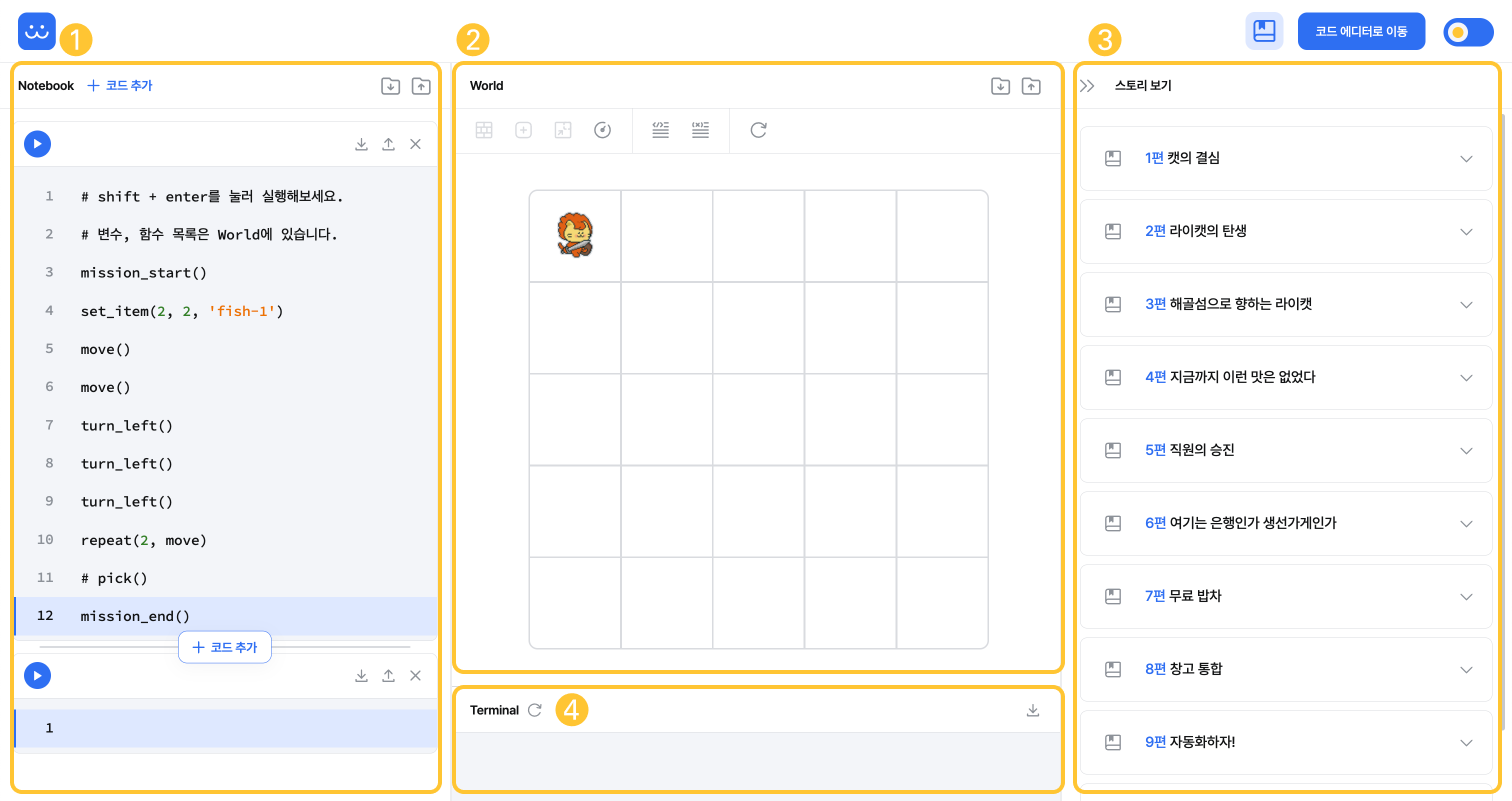 1
2
3
코드 에디터로 이동
Notebook
코드 추가
1 # shift + enter를 눌러 실행해보세요.
2 # 변수, 함수 목록은 World에 있습니다.
3 mission_start()
4 set_item(2, 2, 'fish-1')
5 move()
6 move()
7 turn_left()
8 turn_left()
9 turn_left()
10 repeat(2, move)
11 # pick()
12 mission_end()
코드 추가
1
World
Terminal
4
스토리 보기
1편 캣의 결심
2편 라이캣의 탄생
3편 해골섬으로 향하는 라이캣
4편 지금까지 이런 맛은 없었다
5편 직원의 승진
6편 여기는 은행인가 생선가게인가
7편 무료 밥차
8편 창고 통합
9편 자동화하자!